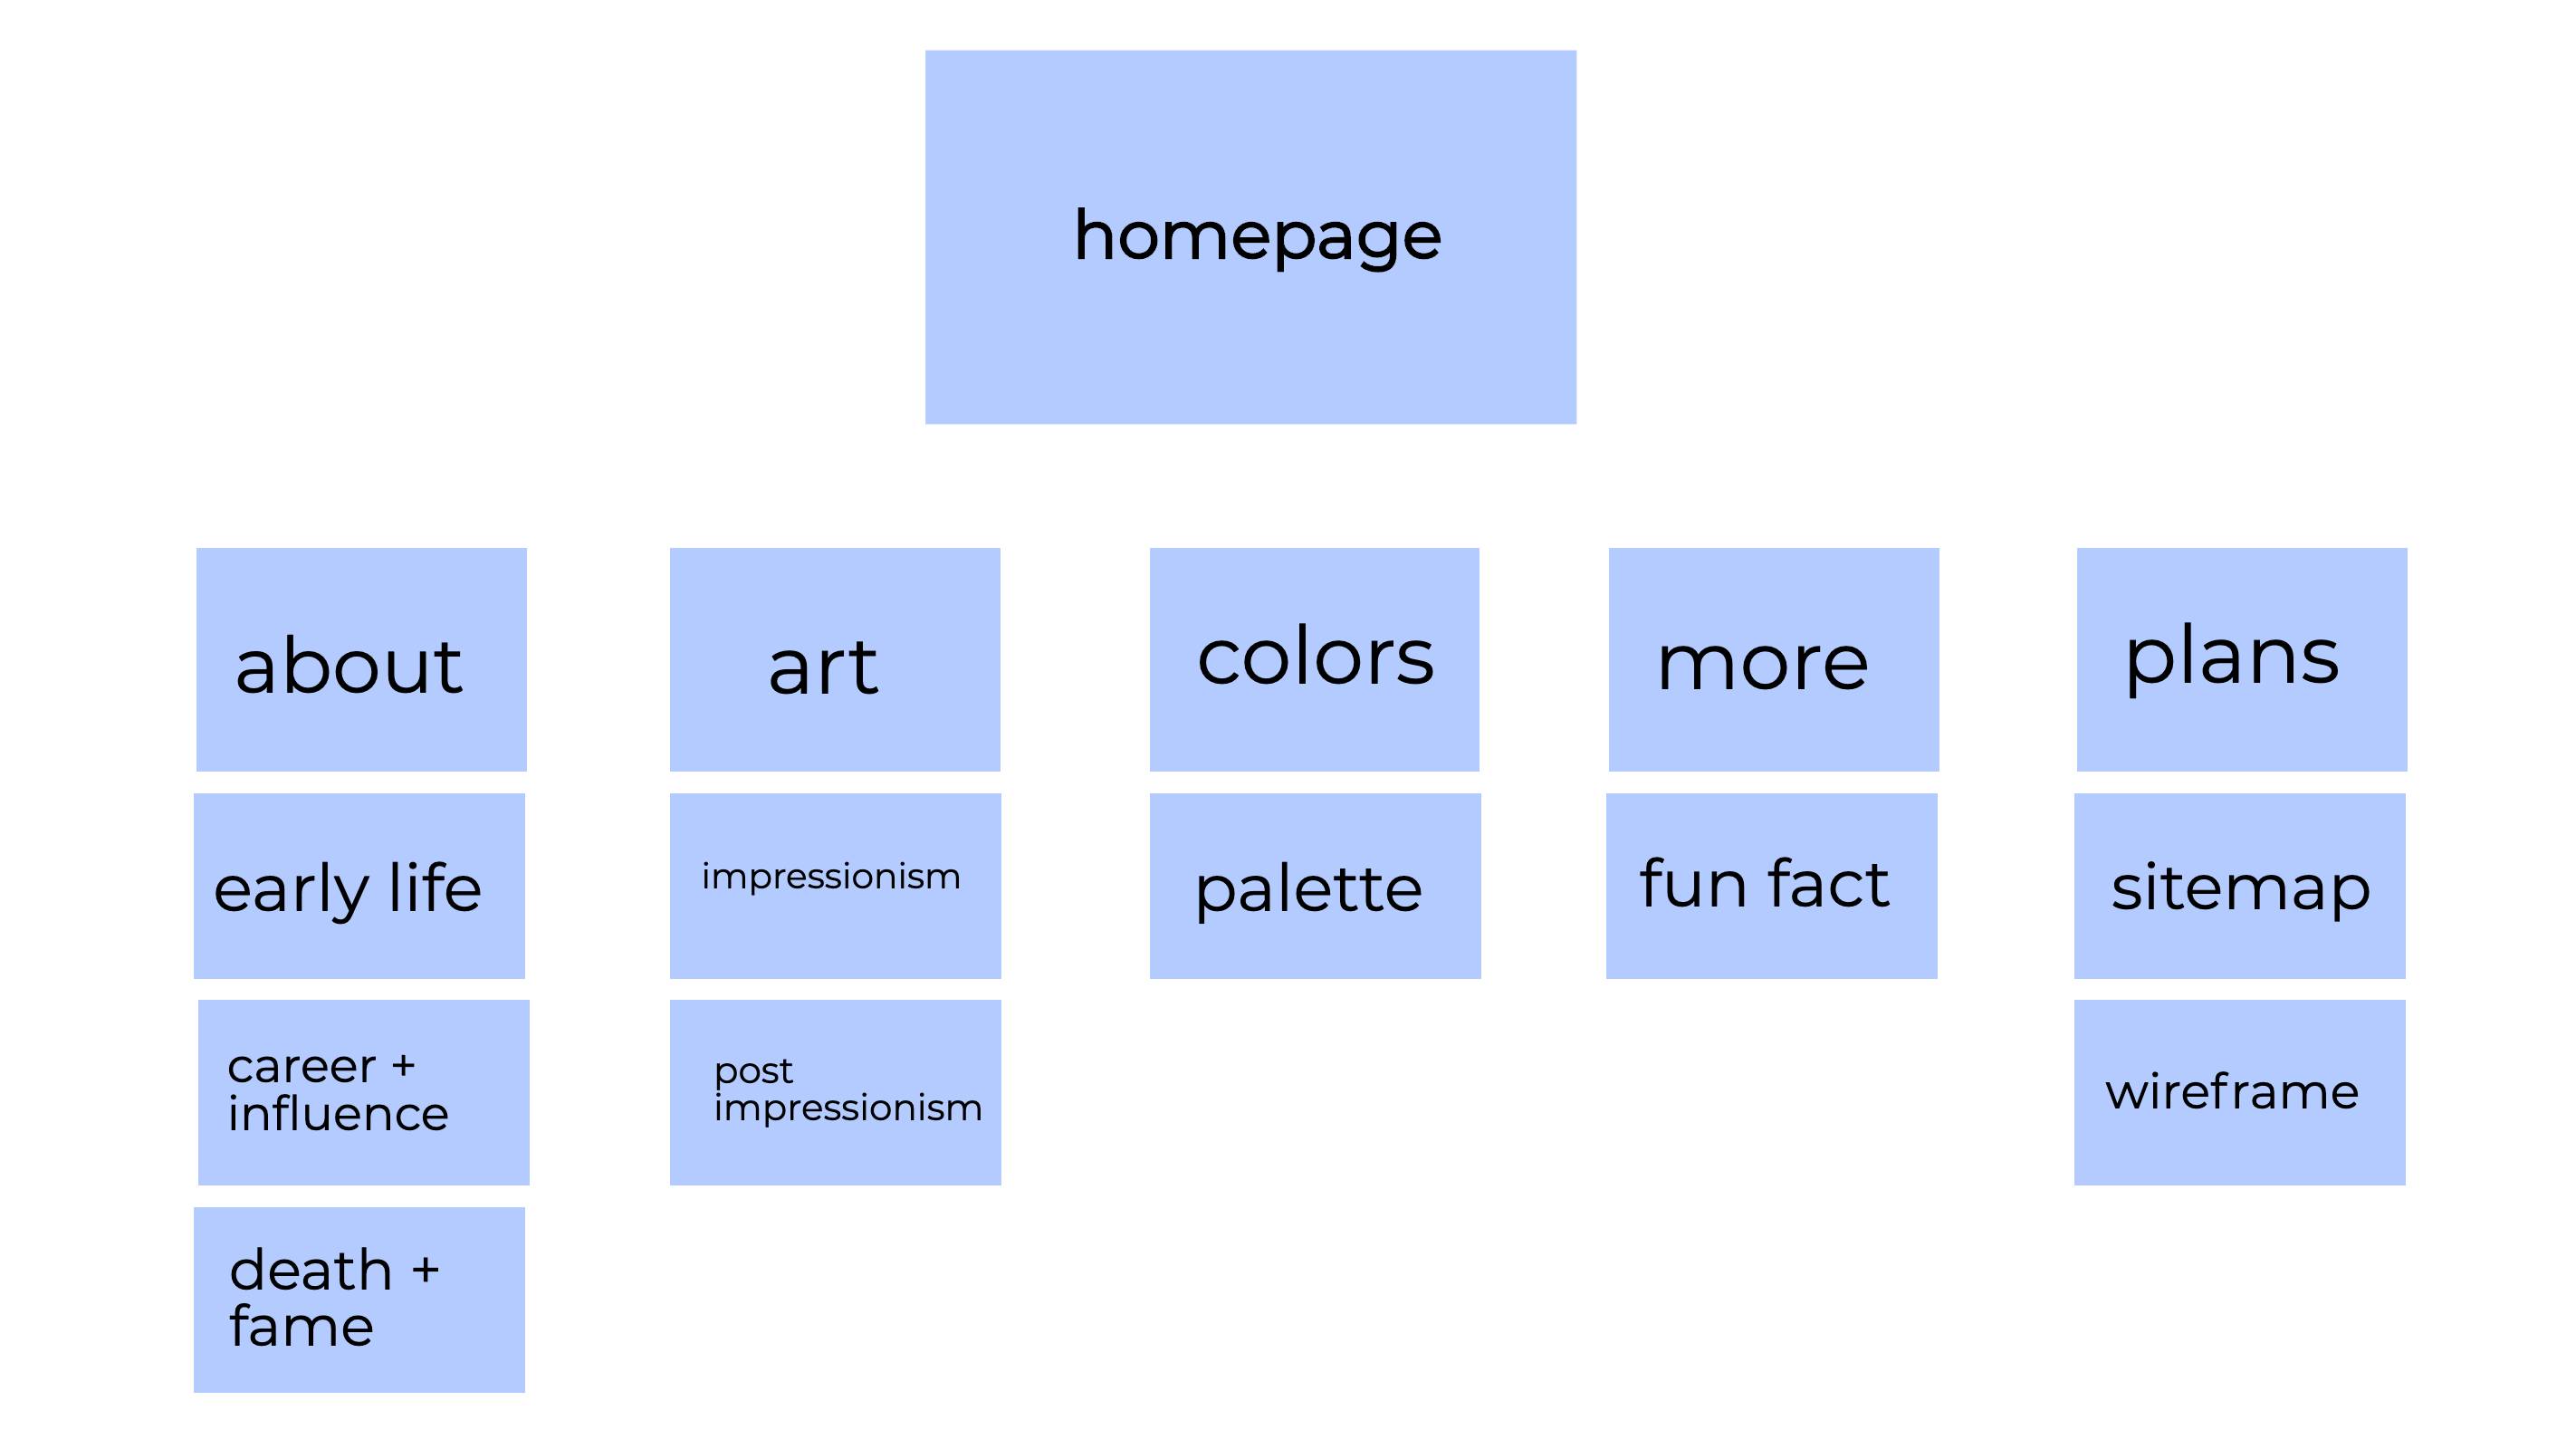 homepage
about
art
colors
more
plans
early life
impressionism
palette
fun fact
sitemap
career +
influence
post
impressionism
wireframe
death +
fame